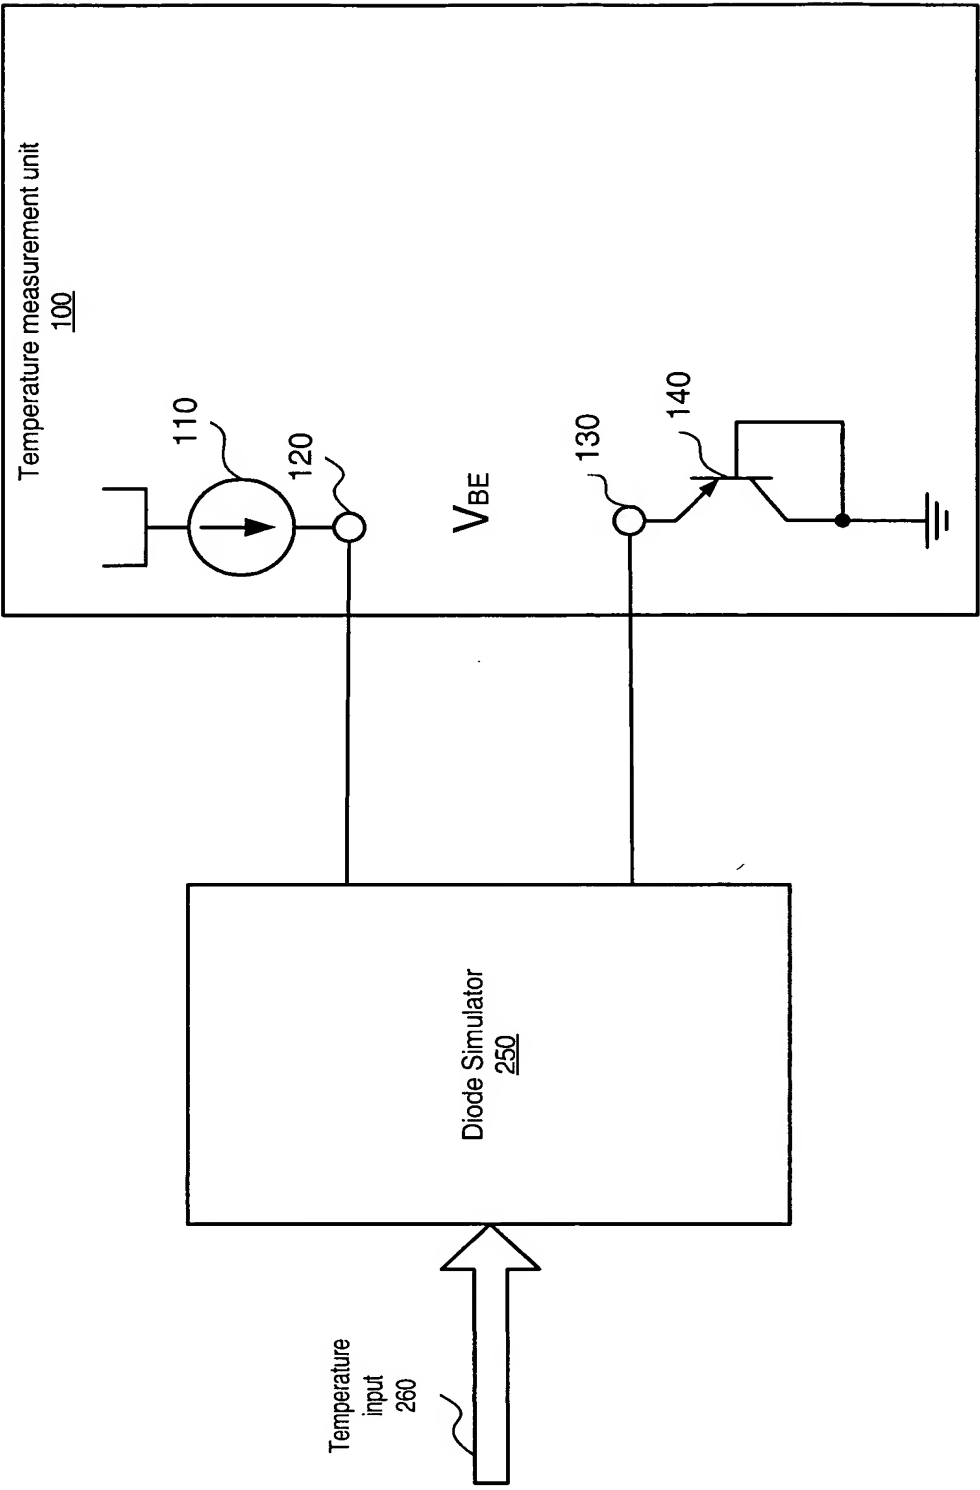 Temperature measurement unit
100
110
120
VBE
130
140
Diode Simulator
250
Temperature
input
260